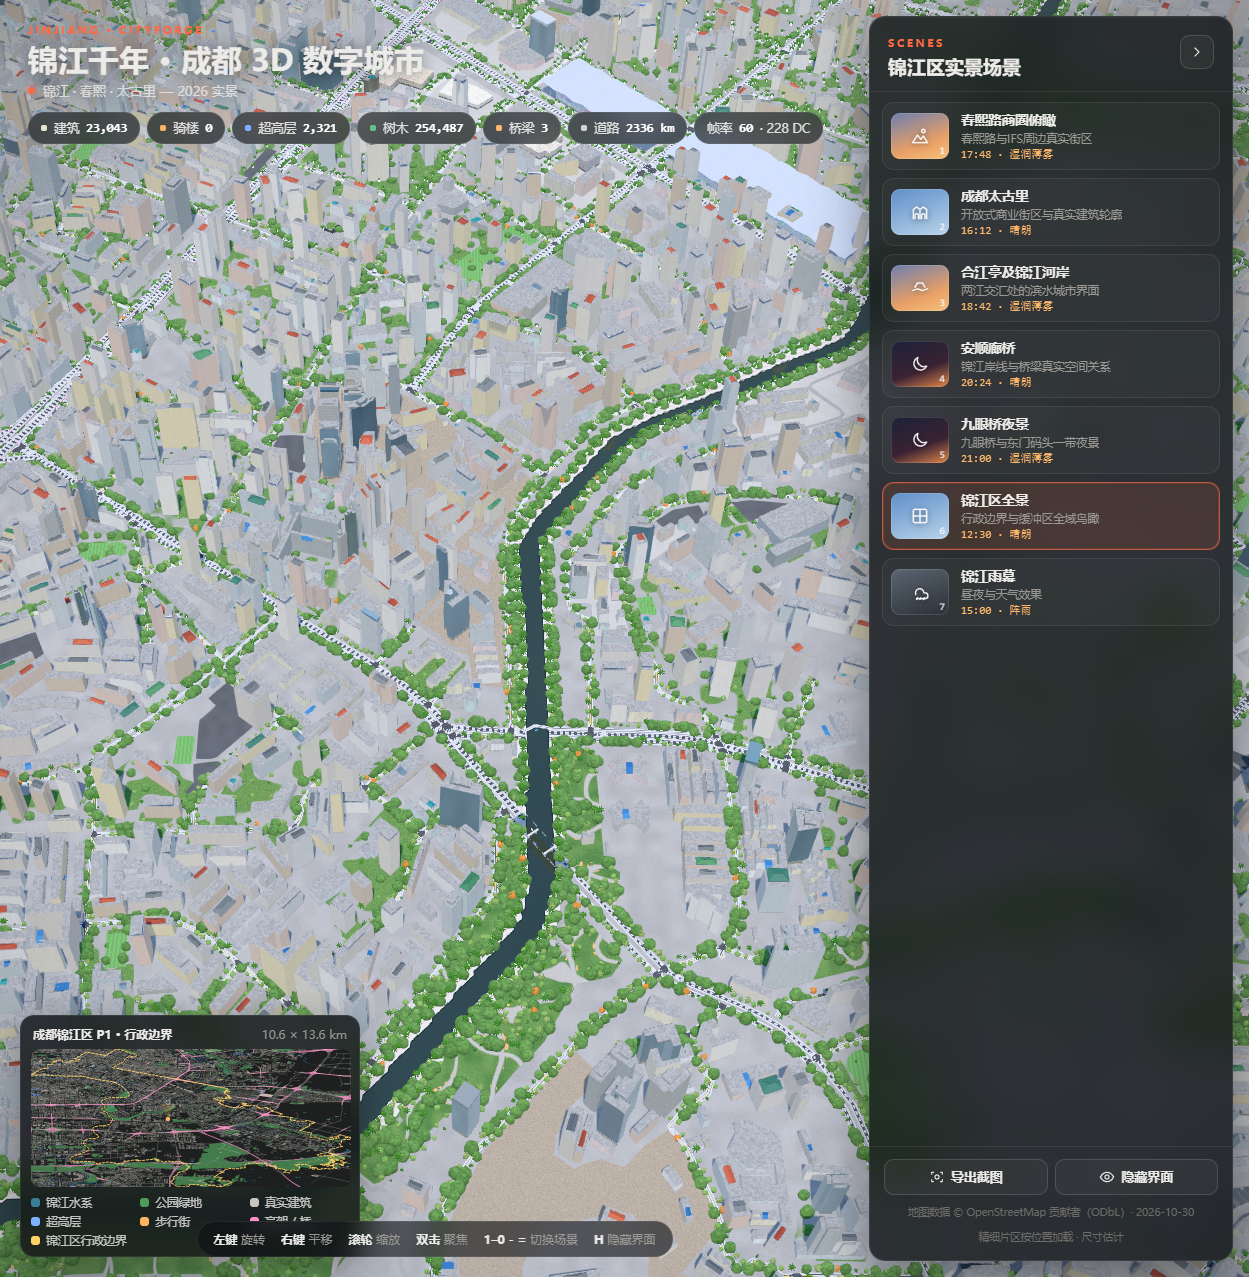 JINJIANG · CITYFORGE
锦江千年 · 成都 3D 数字城市
锦江 · 春熙 · 太古里 — 2026 实景
建筑 23,043
骑楼 0
超高层 2,321
树木 254,487
桥梁 3
道路 2336 km
帧率 60 · 228 DC
SCENES
锦江区实景场景
春熙路商圈俯瞰
春熙路与IFS周边真实街区
17:48 · 湿润薄雾
1
成都太古里
开放式商业街区与真实建筑轮廓
16:12 · 晴朗
2
合江亭及锦江河岸
两江交汇处的滨水城市界面
18:42 · 湿润薄雾
3
安顺廊桥
锦江岸线与桥梁真实空间关系
20:24 · 晴朗
4
九眼桥夜景
九眼桥与东门码头一带夜景
21:00 · 湿润薄雾
5
锦江区全景
行政边界与缓冲区全域鸟瞰
12:30 · 晴朗
6
锦江雨幕
昼夜与天气效果
15:00 · 阵雨
7
导出截图
隐藏界面
地图数据 © OpenStreetMap 贡献者（ODbL）· 2026-10-30
精细片区按位置加载 · 尺寸估计
成都锦江区 P1 · 行政边界
10.6 × 13.6 km
锦江水系
公园绿地
真实建筑
超高层
步行街
锦江区行政边界
左键 旋转 右键 平移 滚轮 缩放 双击 聚焦 1–0 - = 切换场景 H 隐藏界面